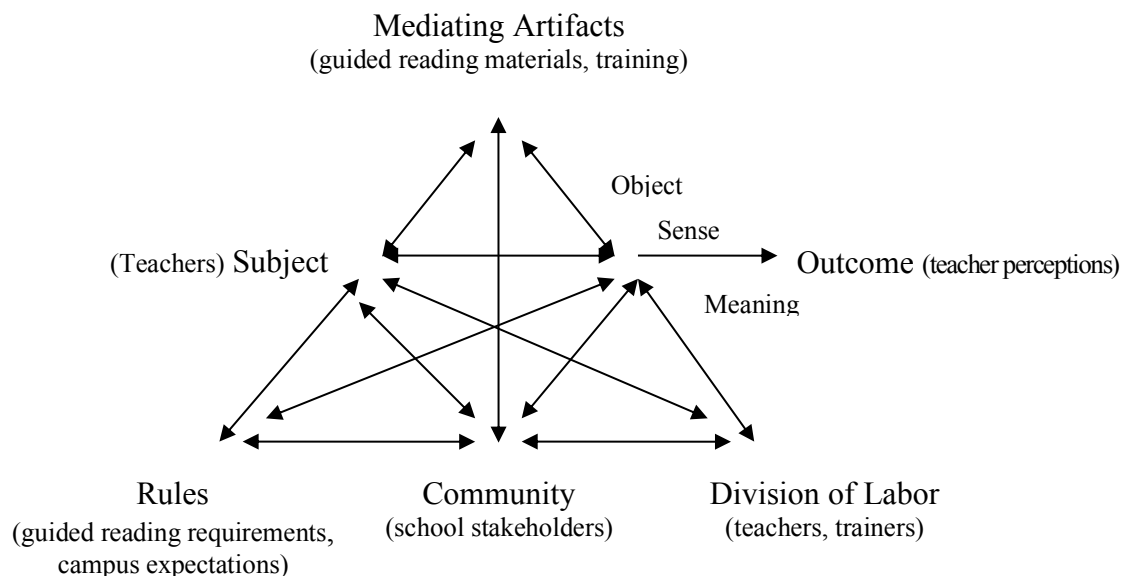 Mediating Artifacts
(guided reading materials, training)
Object
Sense
(Teachers) Subject
Outcome (teacher perceptions)
Meaning
Rules
(guided reading requirements,
campus expectations)
Community
(school stakeholders)
Division of Labor
(teachers, trainers)